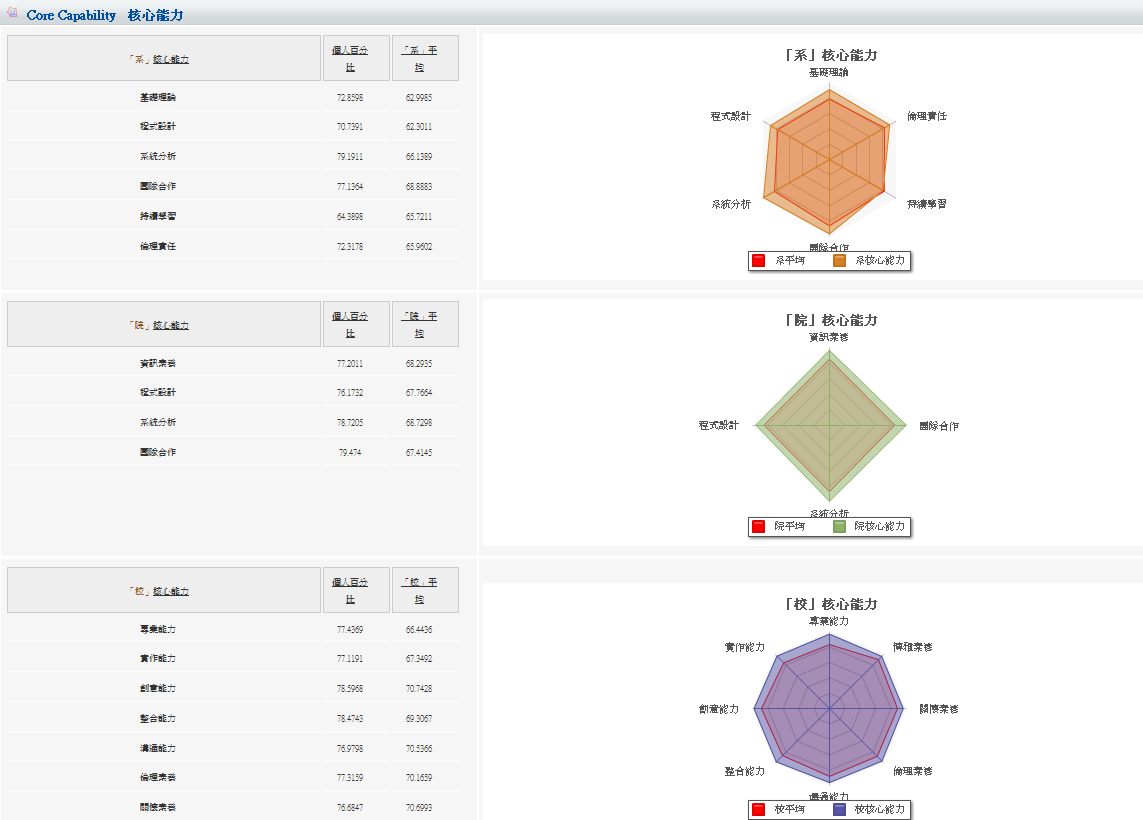 Core Capability 核心能力
「系」核心能力 個人百分比 「系」平均
基礎理論 72.8598 62.9985
程式設計 70.7391 62.3011
系統分析 79.1911 66.1389
團隊合作 77.1364 68.8883
持續學習 64.3898 65.7211
倫理責任 72.3178 65.9602
「系」核心能力
基礎理論
程式設計
倫理責任
系統分析
持續學習
團隊合作
系平均 系核心能力
「院」核心能力 個人百分比 「院」平均
資訊素養 77.2011 68.2935
程式設計 76.1732 67.7664
系統分析 78.7205 68.7298
團隊合作 79.474 67.4145
「院」核心能力
資訊素養
程式設計
團隊合作
系統分析
院平均 院核心能力
「校」核心能力 個人百分比 「校」平均
專業能力 77.4369 66.4436
實作能力 77.1191 67.3492
創意能力 78.5968 70.7428
整合能力 78.4743 69.3067
溝通能力 76.9798 70.5366
倫理素養 77.3159 70.1659
關懷素養 76.6847 70.6993
「校」核心能力
專業能力
實作能力
博雅素養
創意能力
關懷素養
整合能力
倫理素養
溝通能力
校平均 校核心能力